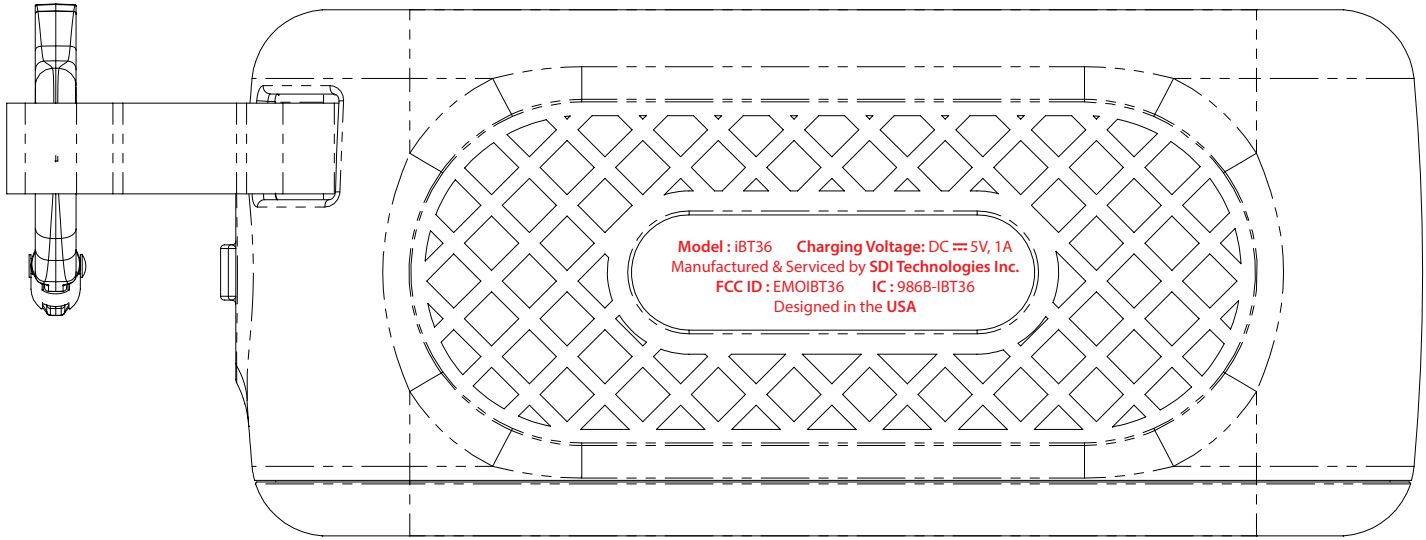 Model : iBT36 Charging Voltage: DC ⎓ 5V, 1A
Manufactured & Serviced by SDI Technologies Inc.
FCC ID : EMOIBT36 IC : 986B-IBT36
Designed in the USA